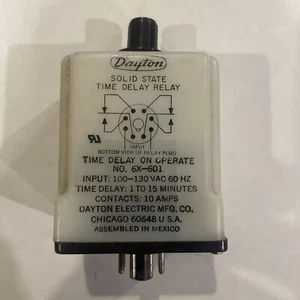 Dayton
SOLID STATE
TIME DELAY RELAY
INPUT
BOTTOM VIEW OF RELAY PLUG
TIME DELAY ON OPERATE
NO. 6X-601
INPUT: 100-130 VAC 60 HZ
TIME DELAY: 1 TO 15 MINUTES
CONTACTS: 10 AMPS
DAYTON ELECTRIC MFG. CO.
CHICAGO 60648 U.S.A.
ASSEMBLED IN MEXICO